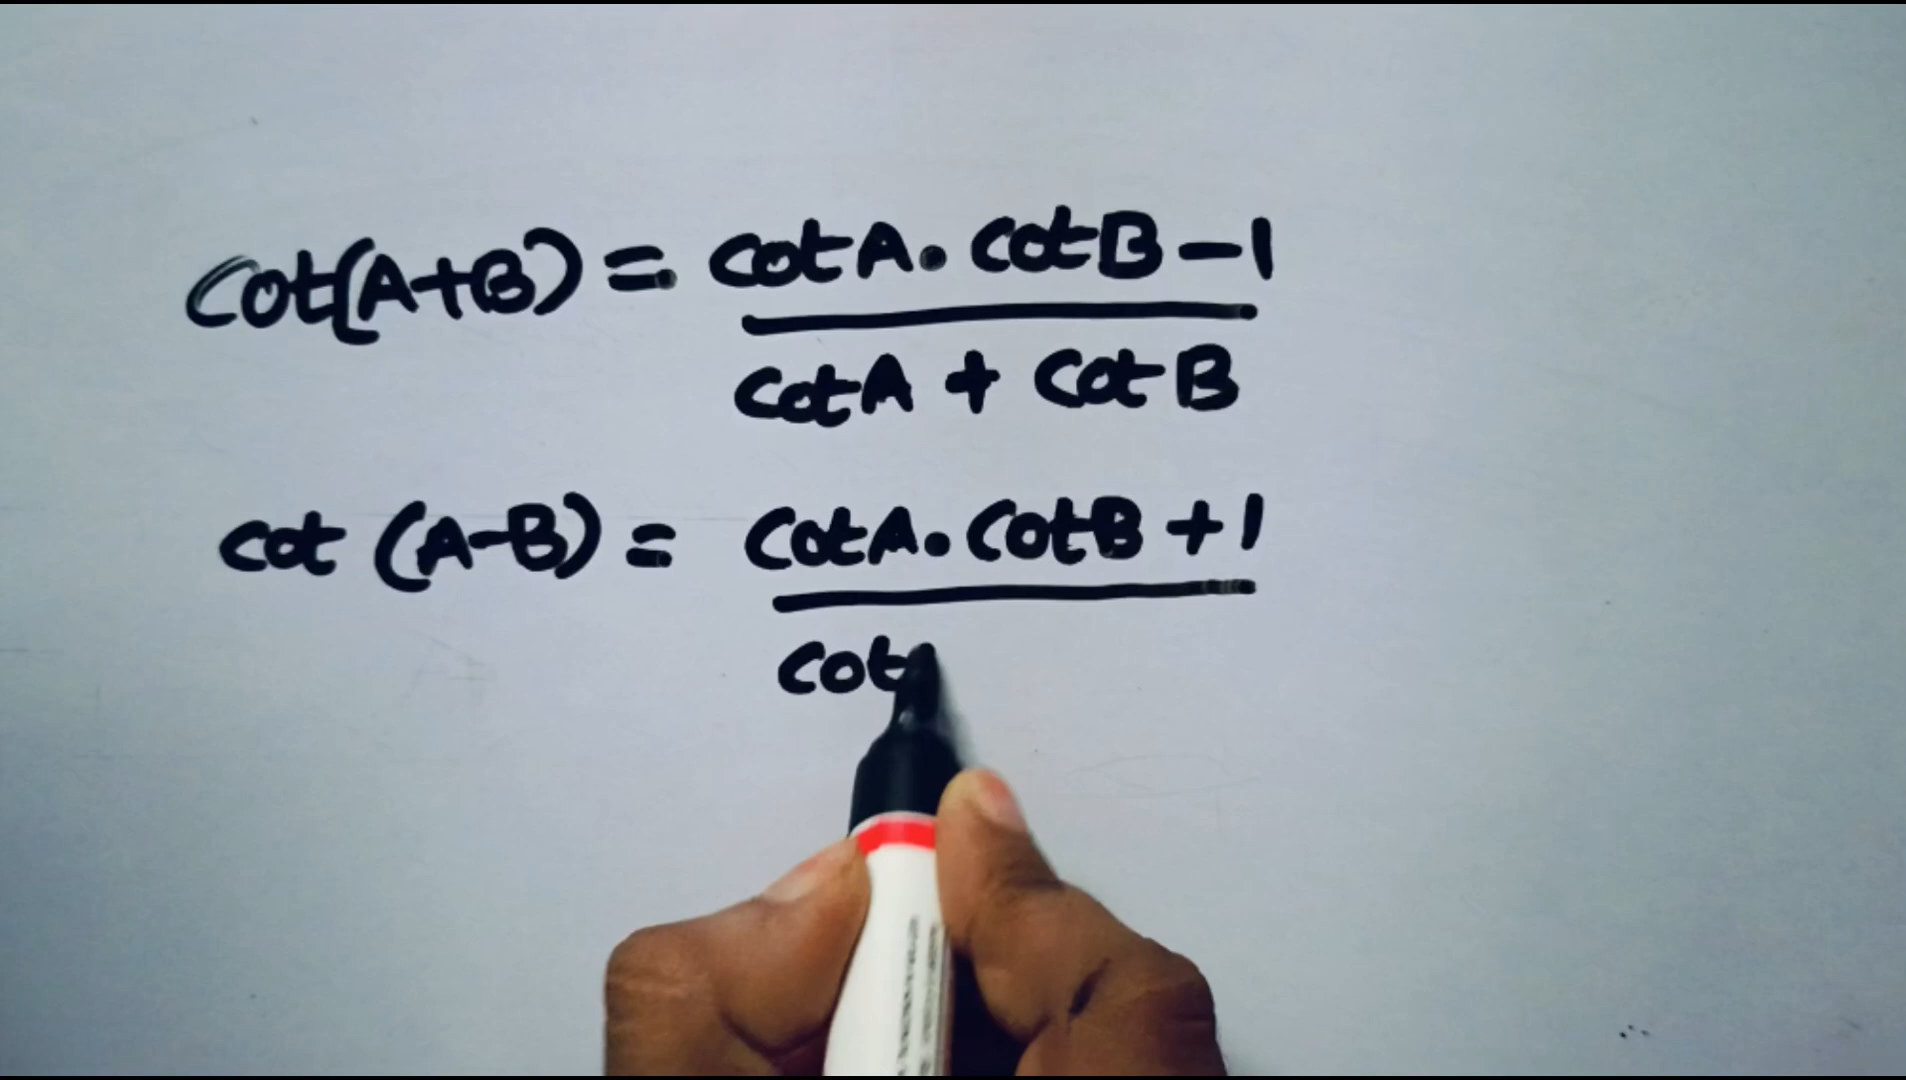 cot(A+B) = cotA. cotB - 1
cotA + cotB
cot (A-B) = cotA. cotB + 1
cot